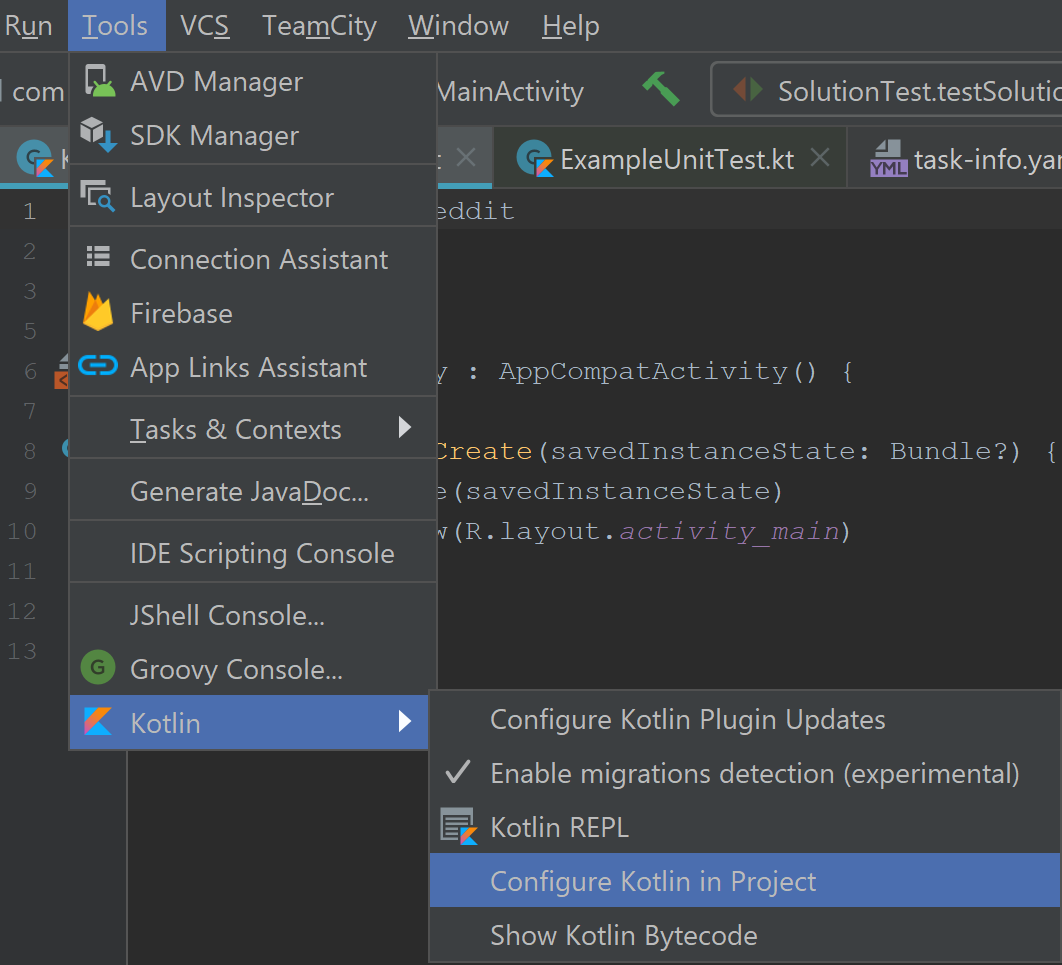 Run Tools VCS TeamCity Window Help
com MainActivity SolutionTest.testSolutio
ExampleUnitTest.kt task-info.yam
AVD Manager
SDK Manager
Layout Inspector
Connection Assistant
Firebase
App Links Assistant
Tasks & Contexts
Generate JavaDoc...
IDE Scripting Console
JShell Console...
Groovy Console...
Kotlin
Configure Kotlin Plugin Updates
Enable migrations detection (experimental)
Kotlin REPL
Configure Kotlin in Project
Show Kotlin Bytecode
1 eddit
2
3
5
6 y : AppCompatActivity() {
7
8 Create(savedInstanceState: Bundle?) {
9 e(savedInstanceState)
10 w(R.layout.activity_main)
11
12
13